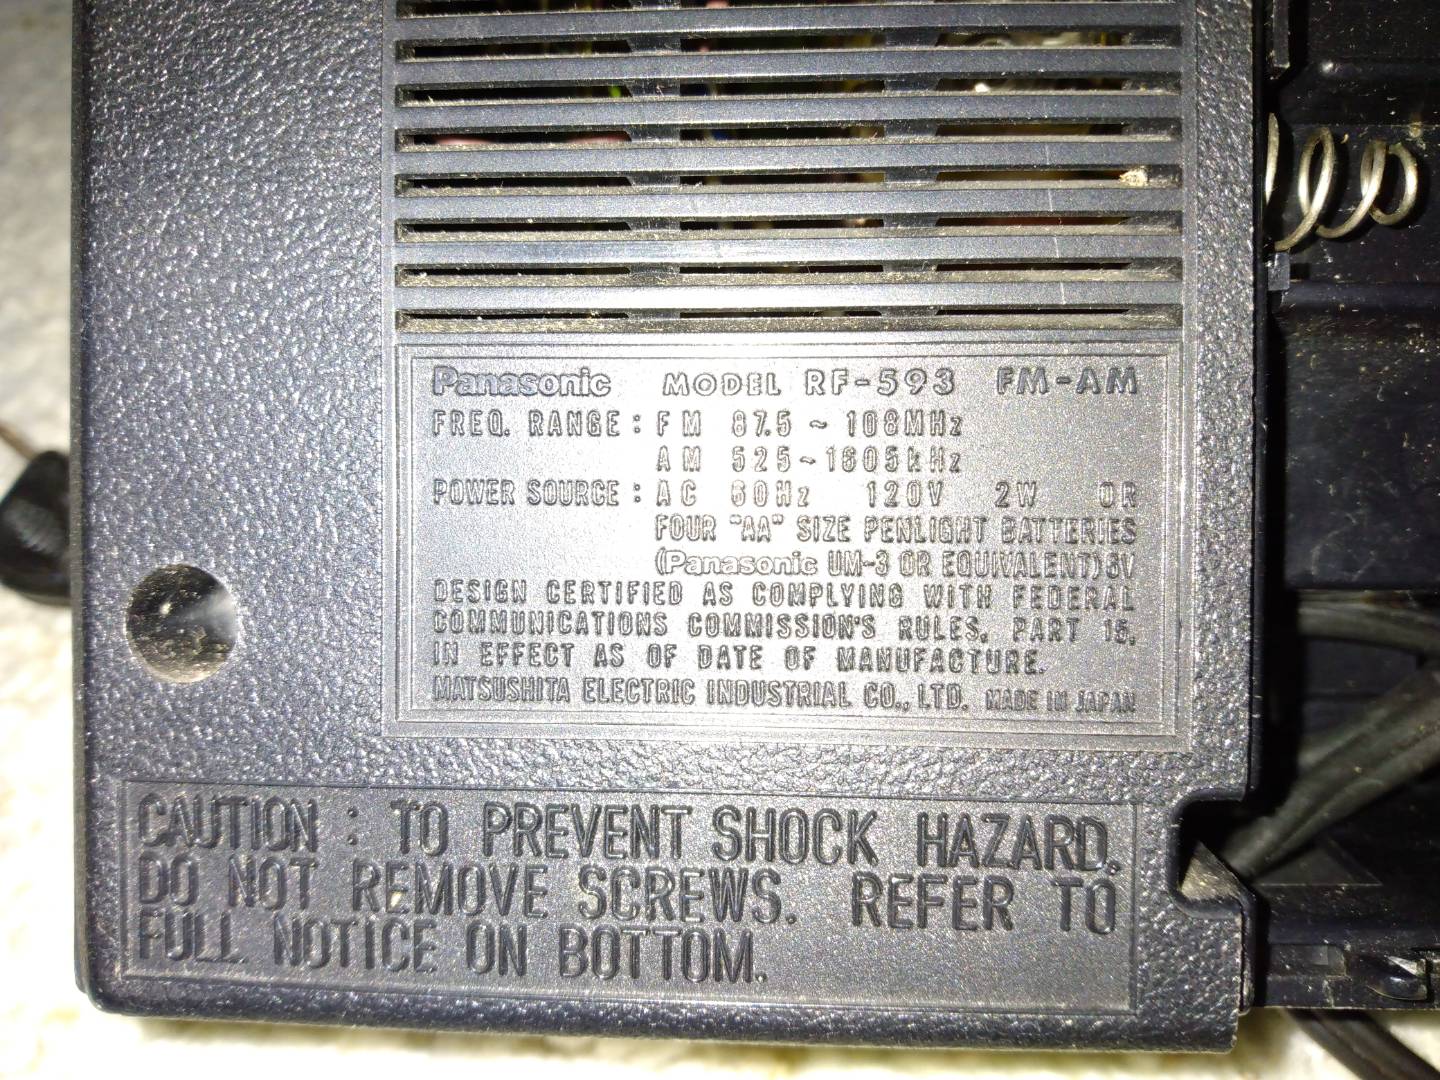 Panasonic MODEL RF-593 FM-AM
FREQ. RANGE : FM 87.5 ~ 108MHz
AM 525~1605kHz
POWER SOURCE : AC 60Hz 120V 2W OR
FOUR "AA" SIZE PENLIGHT BATTERIES
(Panasonic UM-3 OR EQUIVALENT) 6V
DESIGN CERTIFIED AS COMPLYING WITH FEDERAL
COMMUNICATIONS COMMISSION'S RULES, PART 15,
IN EFFECT AS OF DATE OF MANUFACTURE.
MATSUSHITA ELECTRIC INDUSTRIAL CO., LTD. MADE IN JAPAN
CAUTION : TO PREVENT SHOCK HAZARD,
DO NOT REMOVE SCREWS. REFER TO
FULL NOTICE ON BOTTOM.